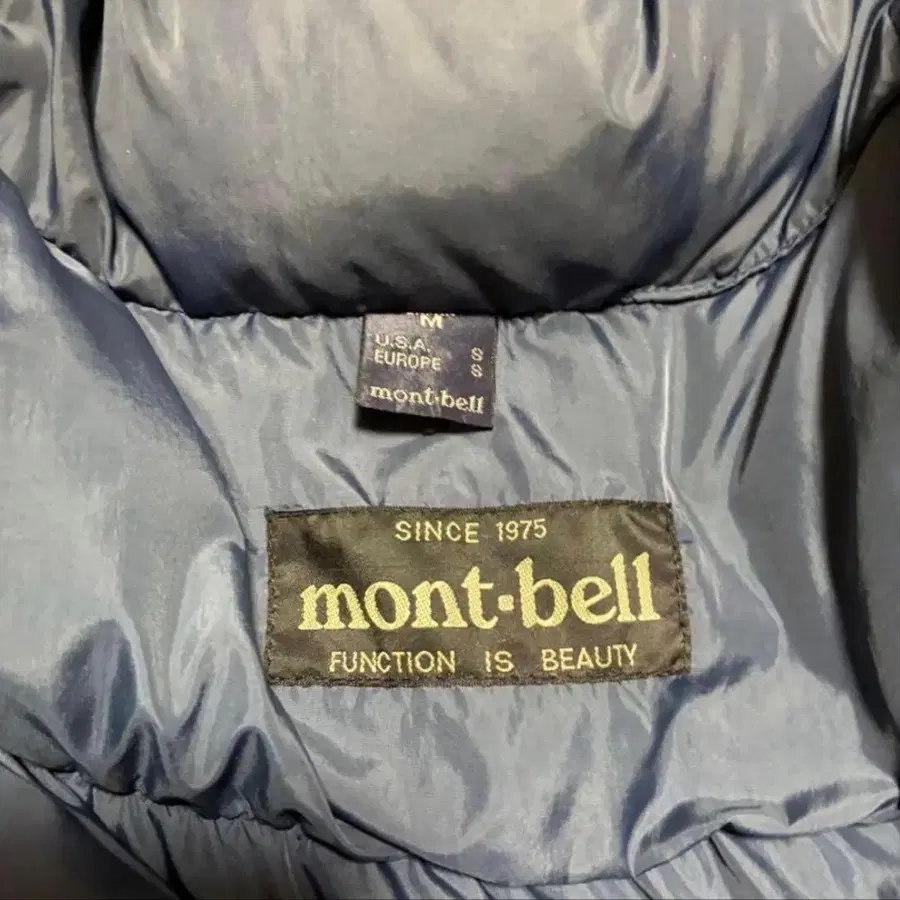 "M"
U.S.A. S
EUROPE S
mont·bell
SINCE 1975
mont·bell
FUNCTION IS BEAUTY